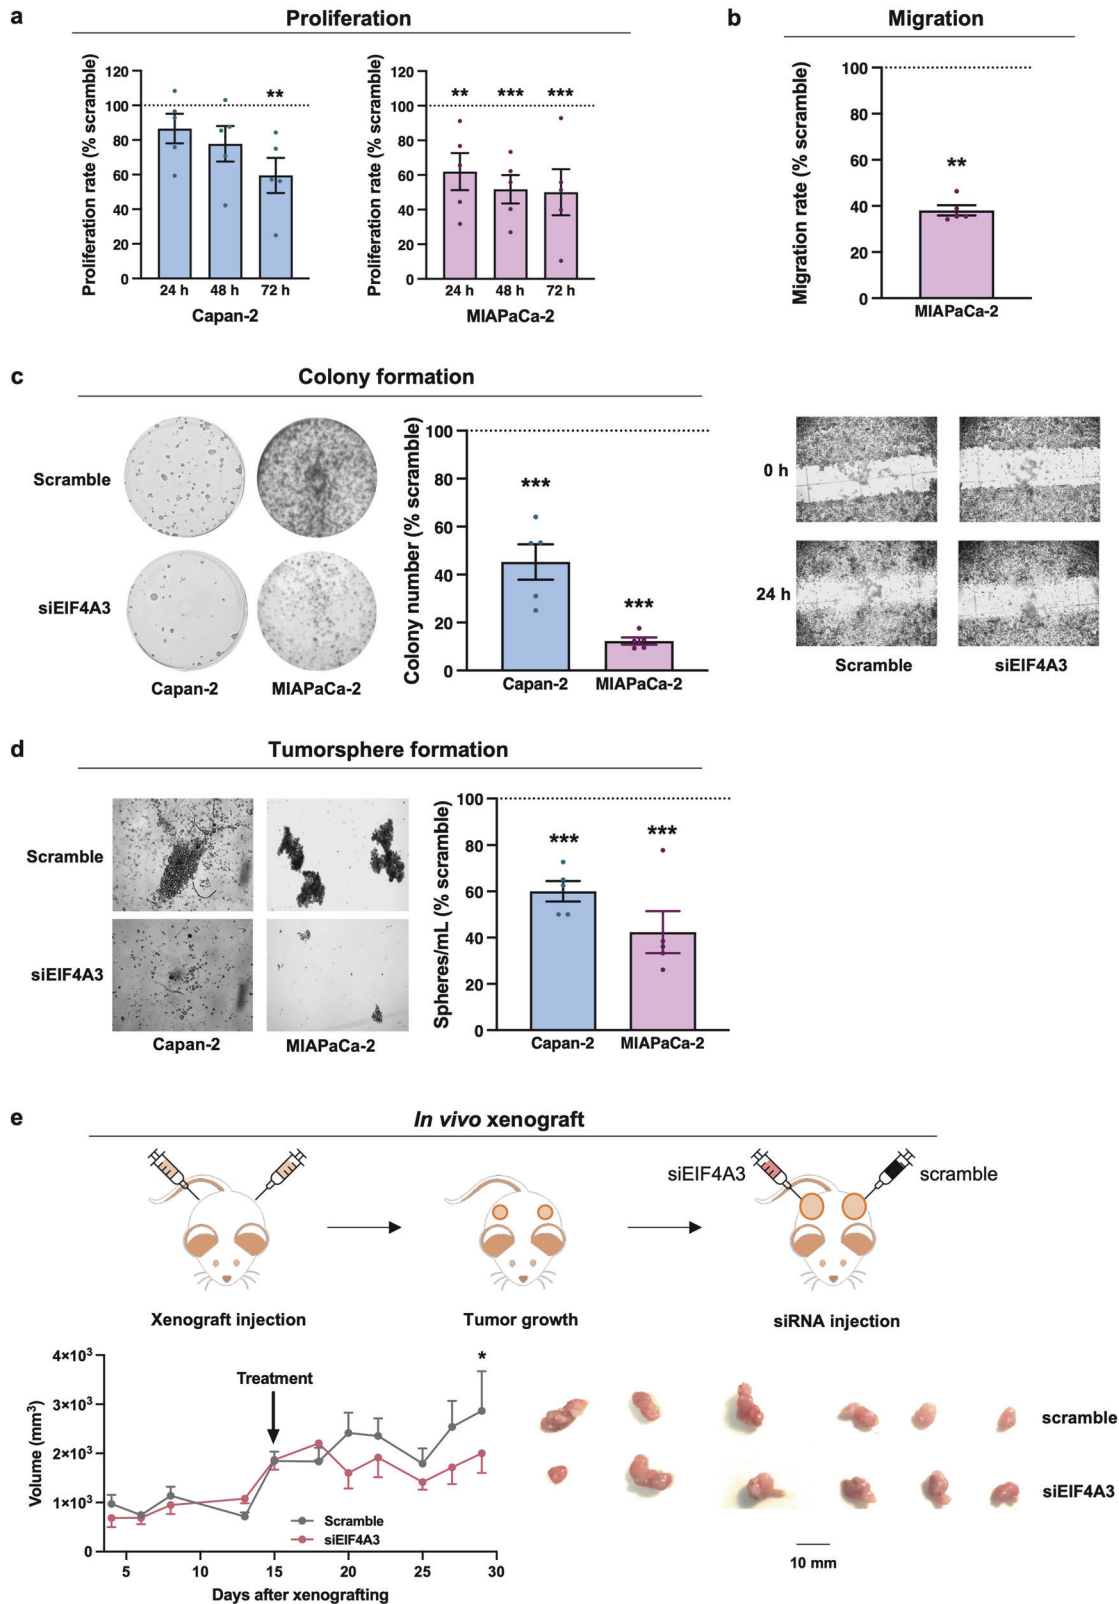 a
Proliferation
Proliferation rate (% scramble)
120
100
80
60
40
20
0
**
24 h 48 h 72 h
Capan-2
Proliferation rate (% scramble)
120
100
80
60
40
20
0
** *** ***
24 h 48 h 72 h
MIAPaCa-2
b
Migration
Migration rate (% scramble)
100
80
60
40
20
0
**
MIAPaCa-2
0 h
24 h
Scramble siEIF4A3
c
Colony formation
Scramble
siEIF4A3
Capan-2 MIAPaCa-2
Colony number (% scramble)
100
80
60
40
20
0
***
***
Capan-2 MIAPaCa-2
d
Tumorsphere formation
Scramble
siEIF4A3
Capan-2 MIAPaCa-2
Spheres/mL (% scramble)
100
80
60
40
20
0
*** ***
Capan-2 MIAPaCa-2
e
In vivo xenograft
siEIF4A3 scramble
Xenograft injection Tumor growth siRNA injection
Volume (mm³)
4×10³
3×10³
2×10³
1×10³
0
Treatment
*
Scramble
siEIF4A3
5 10 15 20 25 30
Days after xenografting
scramble
siEIF4A3
10 mm